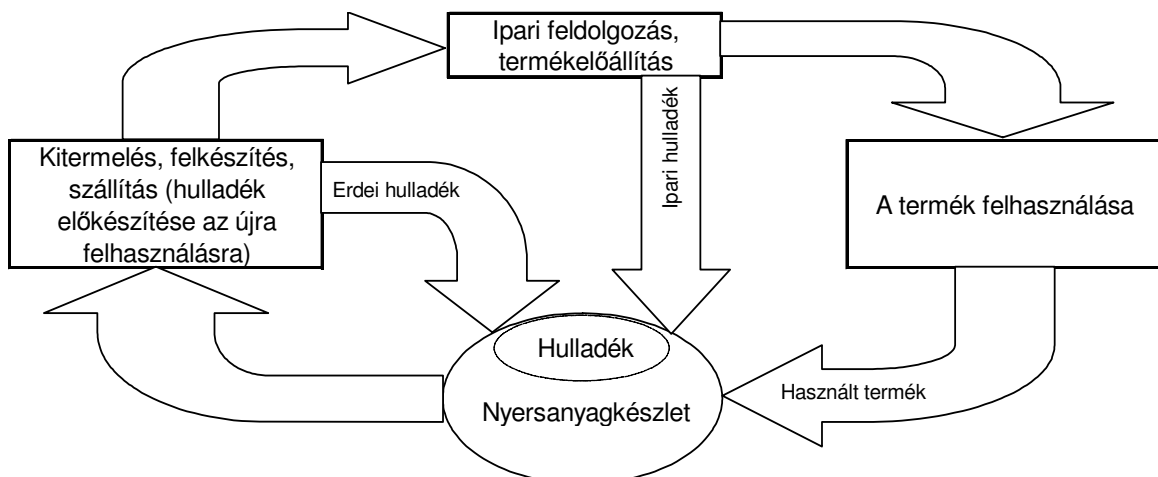 Ipari feldolgozás,
termékelőállítás
Kitermelés, felkészítés,
szállítás (hulladék
előkészítése az újra
felhasználásra)
Erdei hulladék
Ipari hulladék
A termék felhasználása
Hulladék
Nyersanyagkészlet
Használt termék